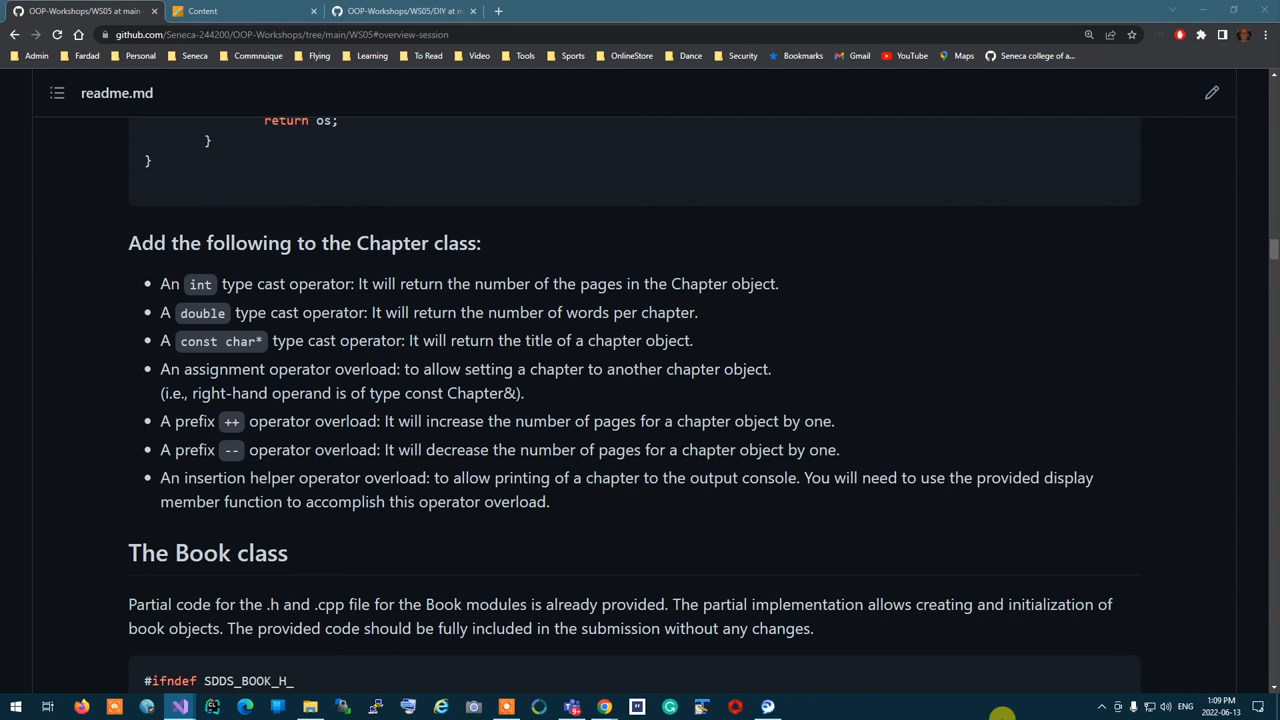 OOP-Workshops/WS05 at main
Content
OOP-Workshops/WS05/DIY at m
github.com/Seneca-244200/OOP-Workshops/tree/main/WS05#overview-session
Admin Fardad Personal Seneca Commnuique Flying Learning To Read Video Tools Sports OnlineStore Dance Security Bookmarks Gmail YouTube Maps Seneca college of a...
readme.md
return os;
}
}
Add the following to the Chapter class:
An int type cast operator: It will return the number of the pages in the Chapter object.
A double type cast operator: It will return the number of words per chapter.
A const char* type cast operator: It will return the title of a chapter object.
An assignment operator overload: to allow setting a chapter to another chapter object.
(i.e., right-hand operand is of type const Chapter&).
A prefix ++ operator overload: It will increase the number of pages for a chapter object by one.
A prefix -- operator overload: It will decrease the number of pages for a chapter object by one.
An insertion helper operator overload: to allow printing of a chapter to the output console. You will need to use the provided display
member function to accomplish this operator overload.
The Book class
Partial code for the .h and .cpp file for the Book modules is already provided. The partial implementation allows creating and initialization of
book objects. The provided code should be fully included in the submission without any changes.
#ifndef SDDS_BOOK_H_
ENG
1:09 PM
2022-06-13